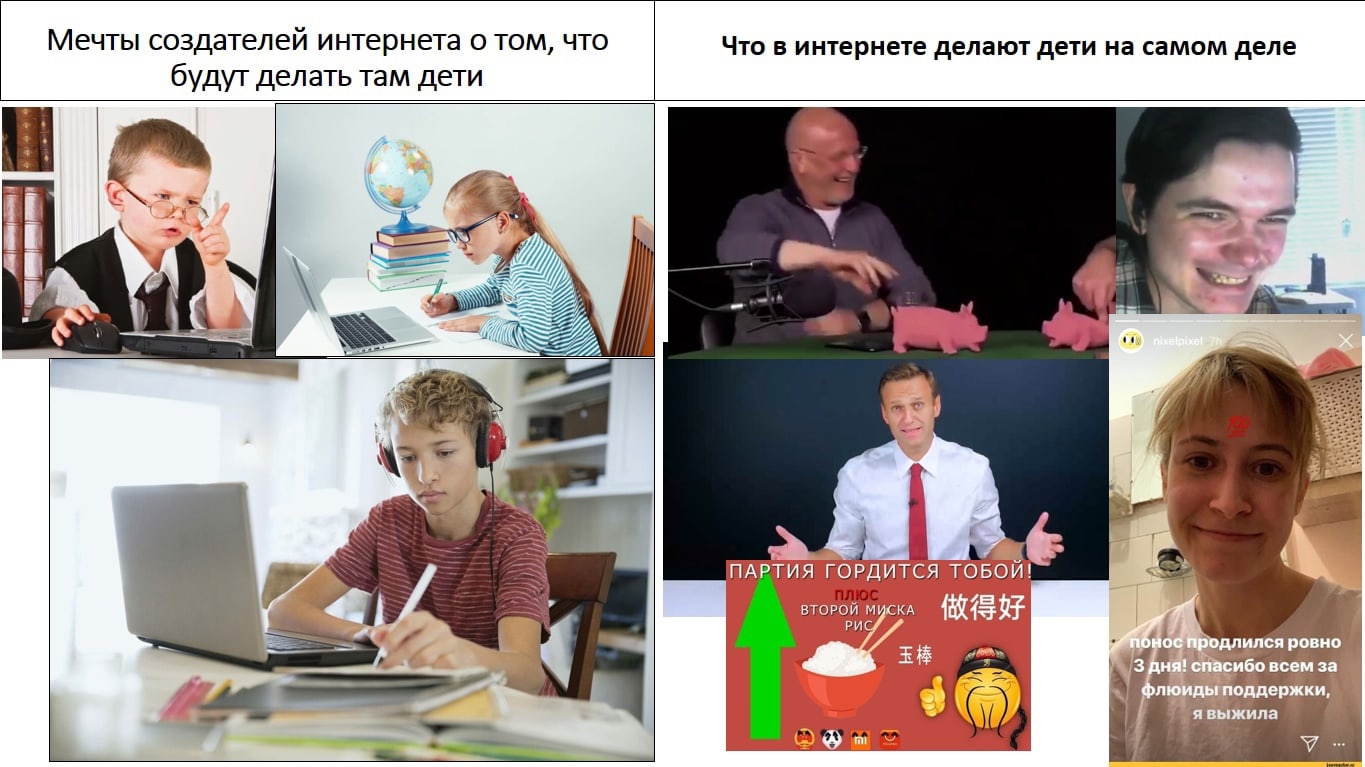 Мечты создателей интернета о том, что
будут делать там дети
Что в интернете делают дети на самом деле
nixelpixel 7h
ПАРТИЯ ГОРДИТСЯ ТОБОЙ!
ПЛЮС
ВТОРОЙ МИСКА
РИС
做得好
玉棒
mi
понос продлился ровно
3 дня! спасибо всем за
флюиды поддержки,
я выжила